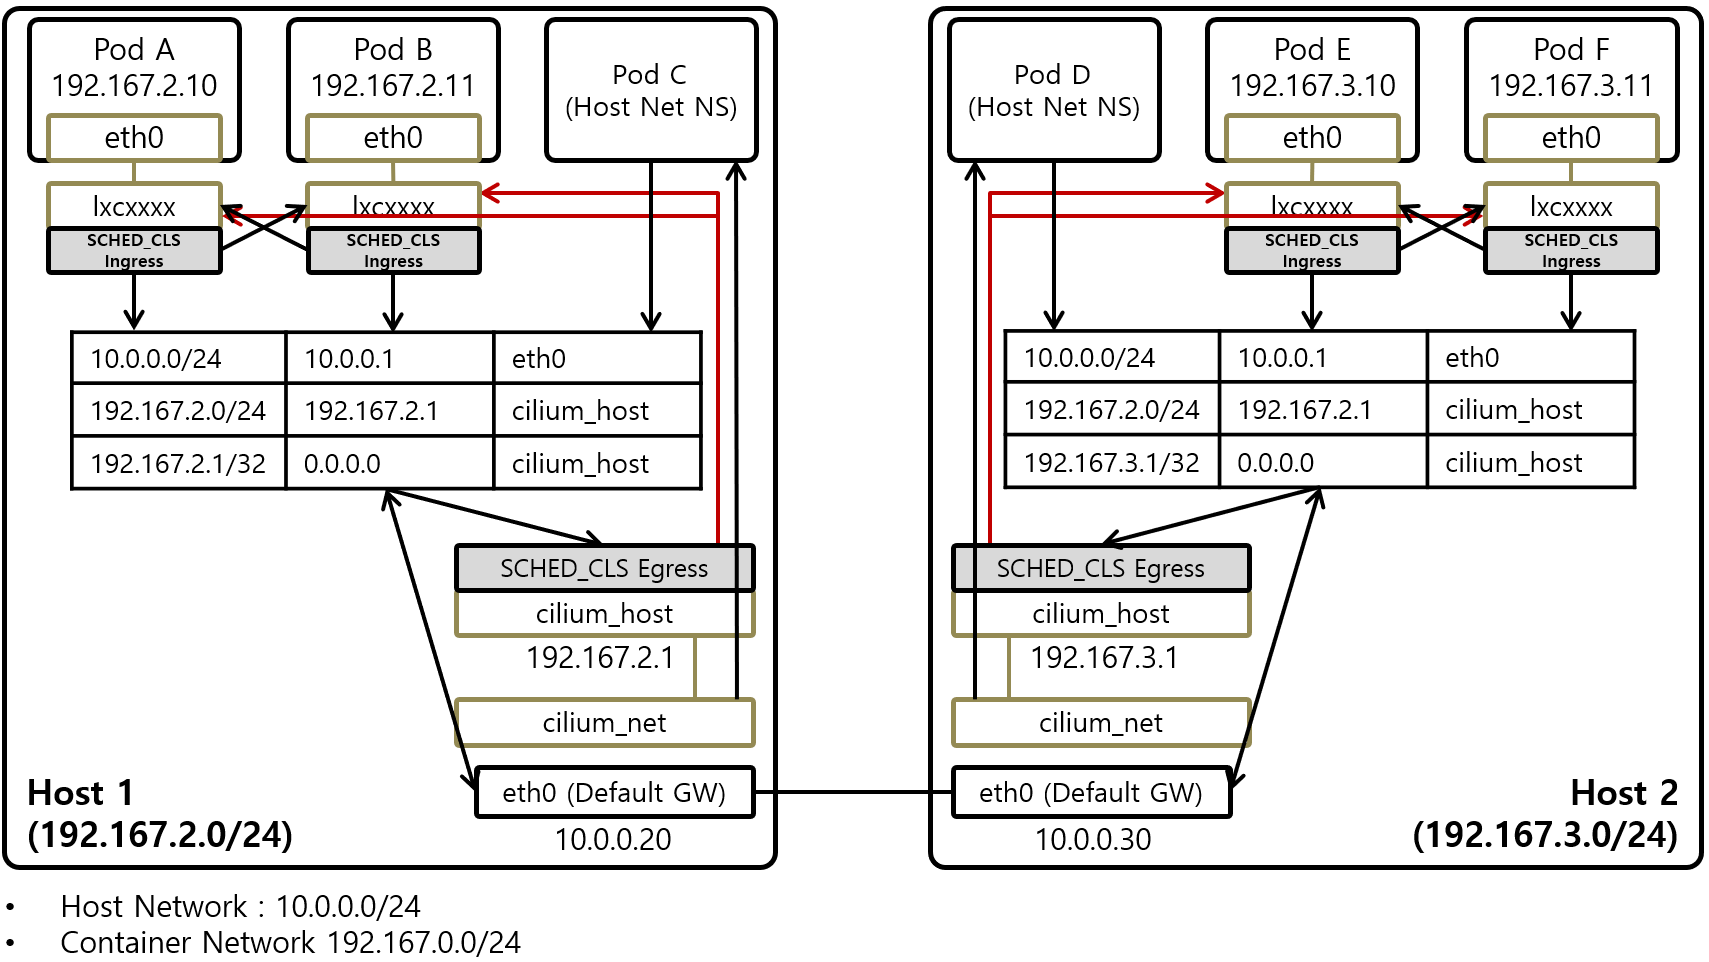 Pod A
192.167.2.10
eth0
lxcxxxx
SCHED_CLS
Ingress
Pod B
192.167.2.11
eth0
lxcxxxx
SCHED_CLS
Ingress
Pod C
(Host Net NS)
10.0.0.0/24 10.0.0.1 eth0
192.167.2.0/24 192.167.2.1 cilium_host
192.167.2.1/32 0.0.0.0 cilium_host
SCHED_CLS Egress
cilium_host
192.167.2.1
cilium_net
eth0 (Default GW)
10.0.0.20
Host 1
(192.167.2.0/24)
Pod D
(Host Net NS)
Pod E
192.167.3.10
eth0
lxcxxxx
SCHED_CLS
Ingress
Pod F
192.167.3.11
eth0
lxcxxxx
SCHED_CLS
Ingress
10.0.0.0/24 10.0.0.1 eth0
192.167.2.0/24 192.167.2.1 cilium_host
192.167.3.1/32 0.0.0.0 cilium_host
SCHED_CLS Egress
cilium_host
192.167.3.1
cilium_net
eth0 (Default GW)
10.0.0.30
Host 2
(192.167.3.0/24)
• Host Network : 10.0.0.0/24
• Container Network 192.167.0.0/24